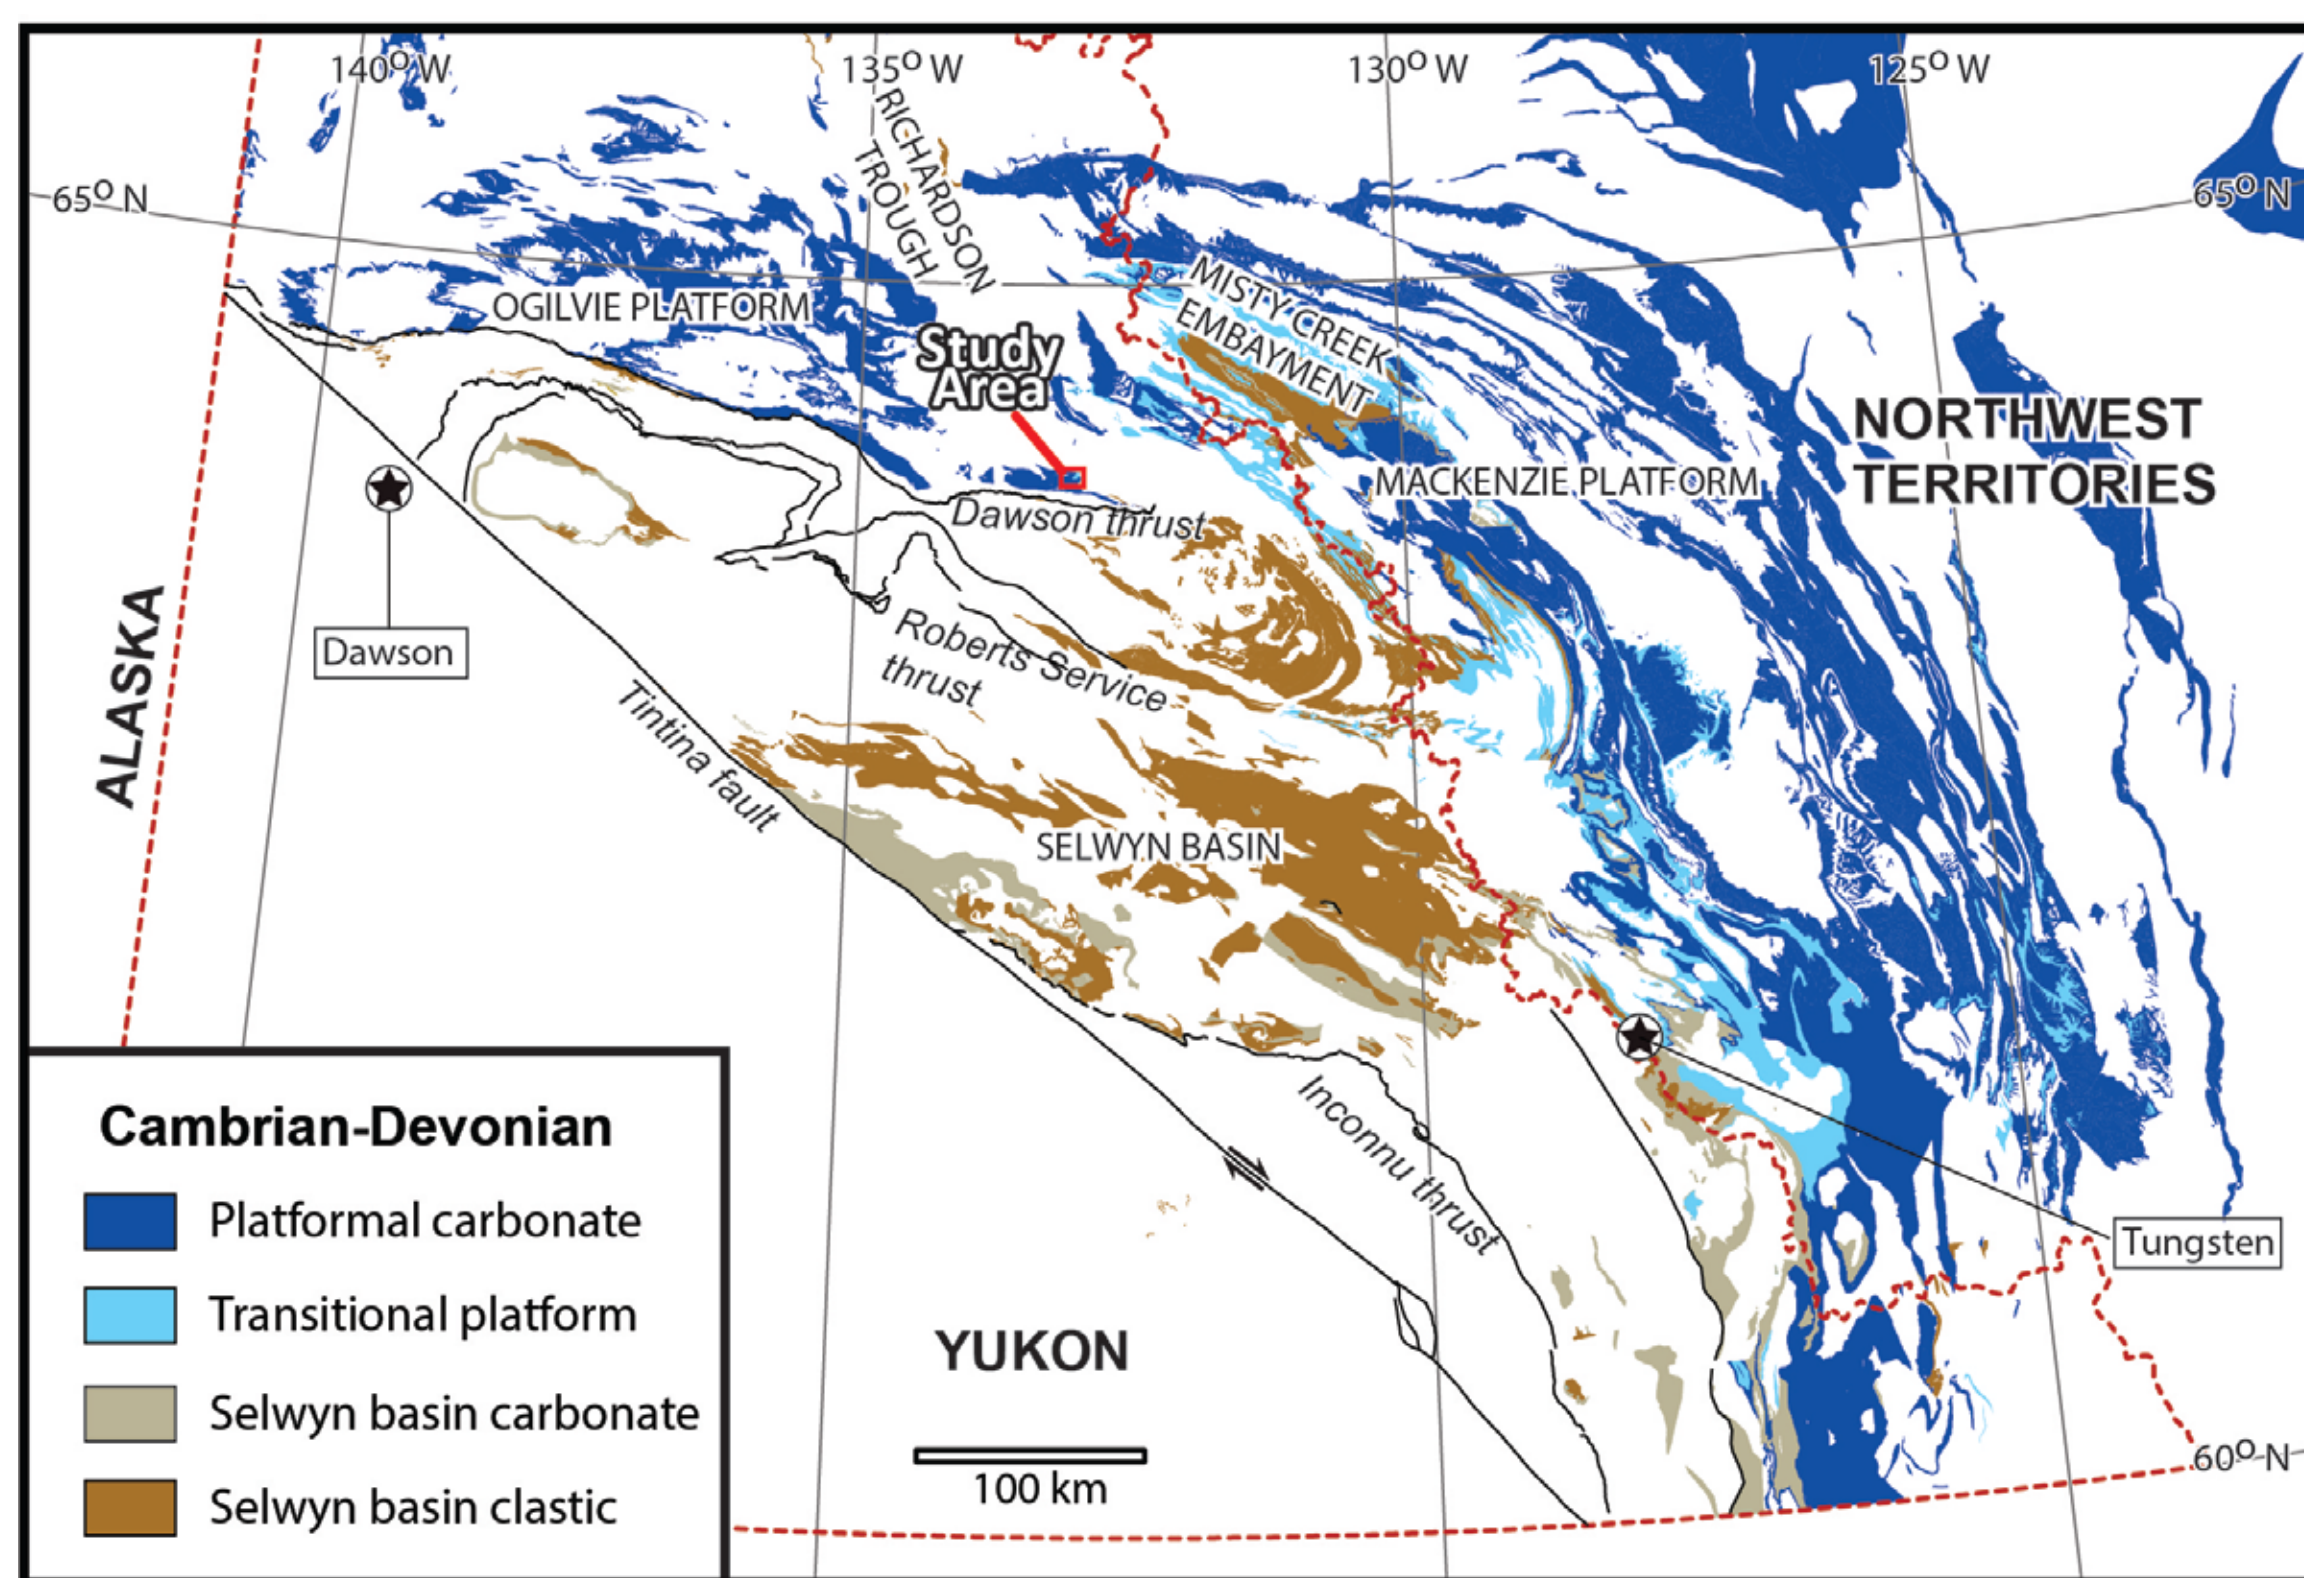 140° W
135° W
130° W
125° W
65° N
65° N
RICHARDSON
TROUGH
OGILVIE PLATFORM
MISTY CREEK
EMBAYMENT
Study
Area
NORTHWEST
TERRITORIES
MACKENZIE PLATFORM
Dawson thrust
Dawson
ALASKA
Roberts Service
thrust
Tintina fault
SELWYN BASIN
Inconnu thrust
Tungsten
YUKON
100 km
60° N
Cambrian-Devonian
Platformal carbonate
Transitional platform
Selwyn basin carbonate
Selwyn basin clastic